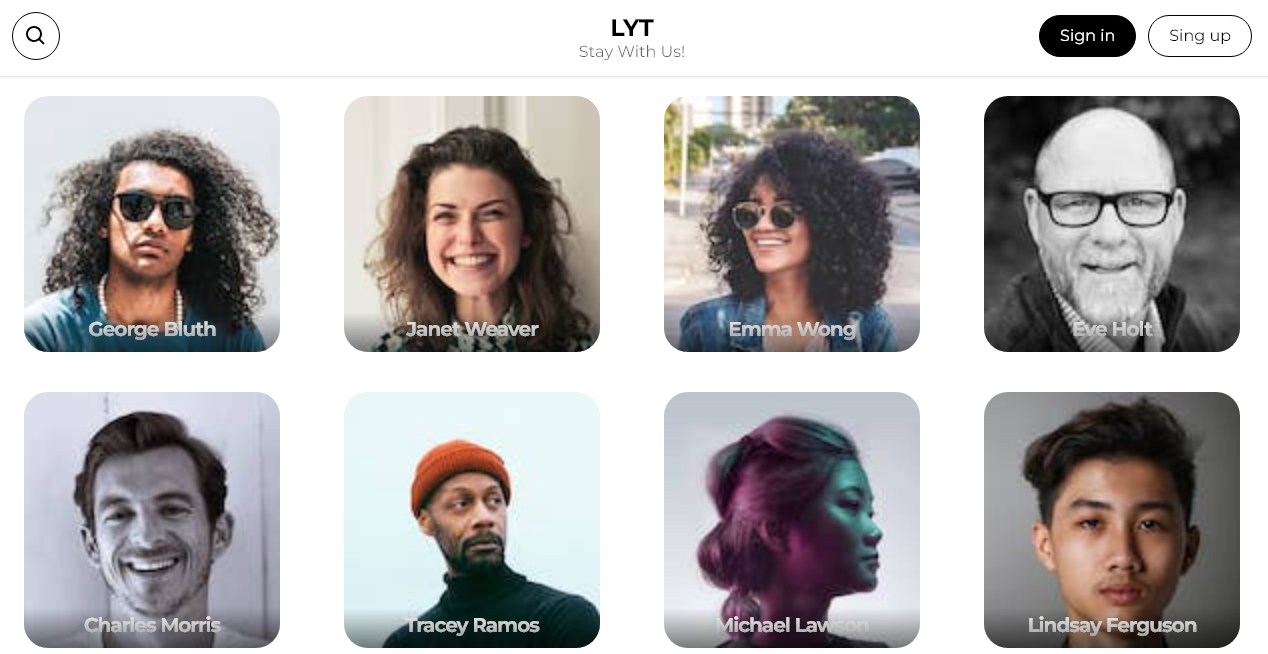 LYT
Stay With Us!
Sign in
Sing up
George Bluth
Janet Weaver
Emma Wong
Eve Holt
Charles Morris
Tracey Ramos
Michael Lawson
Lindsay Ferguson